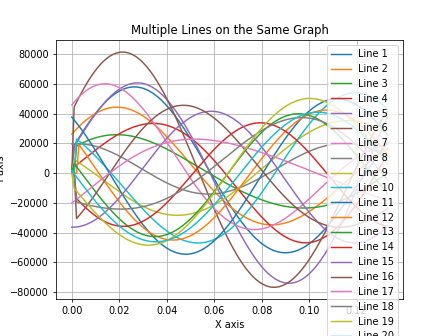 Multiple Lines on the Same Graph
80000
60000
40000
20000
0
−20000
−40000
−60000
−80000
0.00
0.02
0.04
0.06
0.08
0.10
X axis
Line 1
Line 2
Line 3
Line 4
Line 5
Line 6
Line 7
Line 8
Line 9
Line 10
Line 11
Line 12
Line 13
Line 14
Line 15
Line 16
Line 17
Line 18
Line 19
Line 20